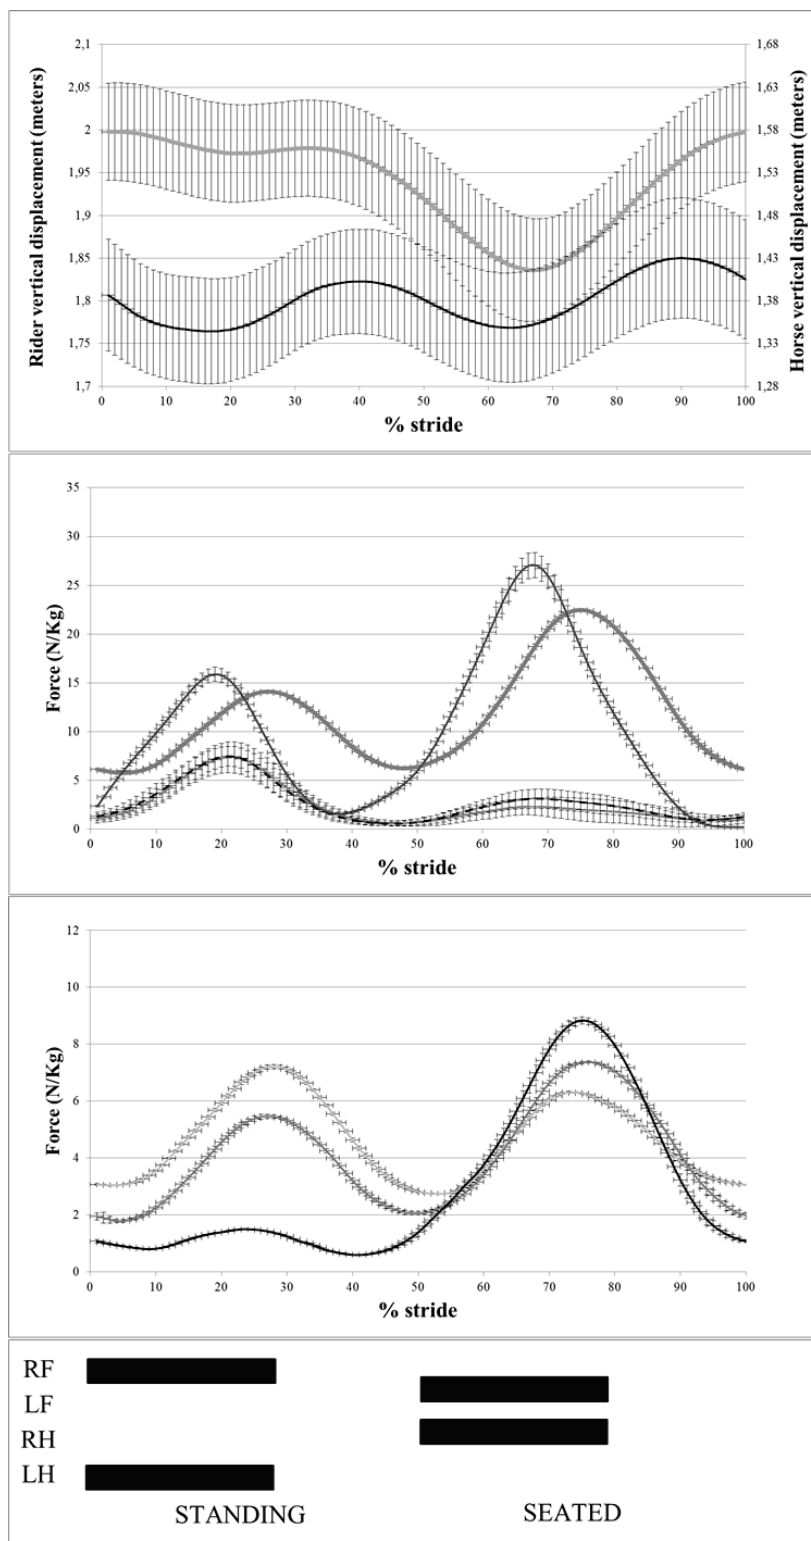 2,1
2,05
2
1,95
1,9
1,85
1,8
1,75
1,7
Rider vertical displacement (meters)
1,68
1,63
1,58
1,53
1,48
1,43
1,38
1,33
1,28
Horse vertical displacement (meters)
0 10 20 30 40 50 60 70 80 90 100
% stride
35
30
25
20
15
10
5
0
Force (N/Kg)
0 10 20 30 40 50 60 70 80 90 100
% stride
12
10
8
6
4
2
0
Force (N/Kg)
0 10 20 30 40 50 60 70 80 90 100
% stride
RF
LF
RH
LH
STANDING SEATED